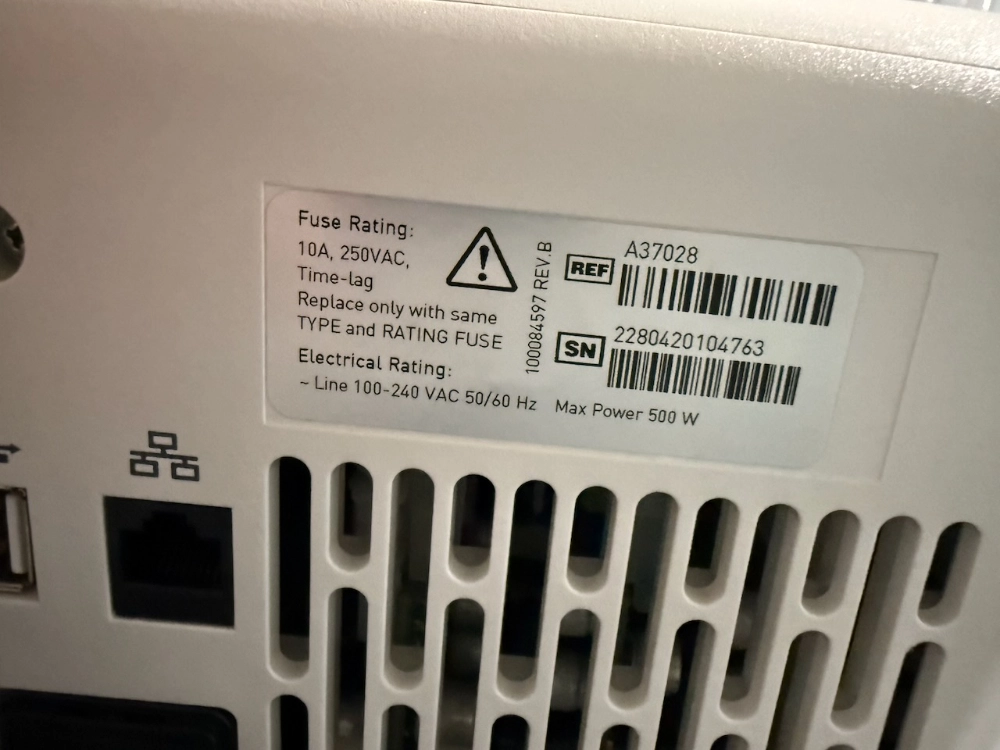 Fuse Rating:
10A, 250VAC,
Time-lag
Replace only with same
TYPE and RATING FUSE
Electrical Rating:
~ Line 100-240 VAC 50/60 Hz Max Power 500 W
100084597 REV.B
REF A37028
SN 2280420104763